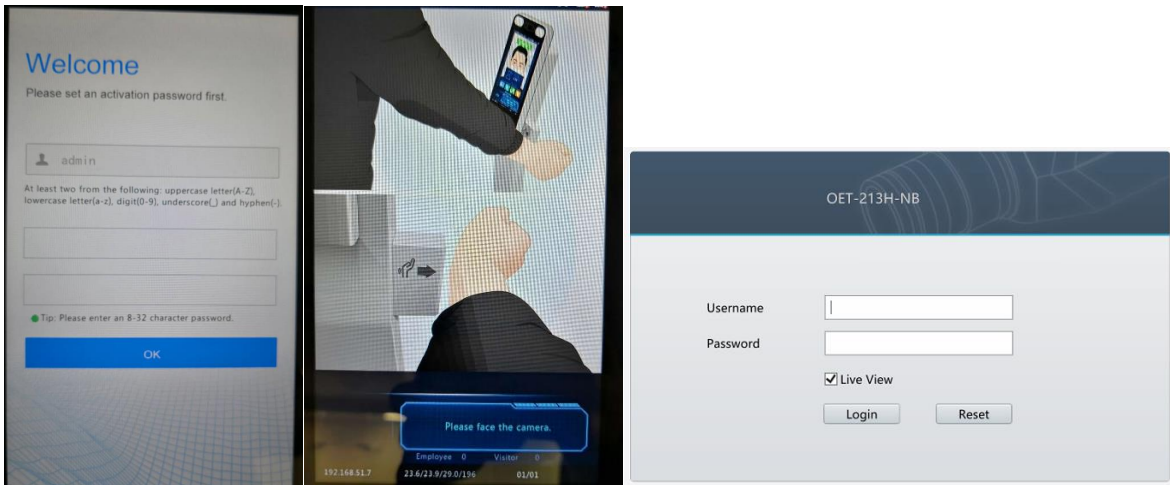 Welcome
Please set an activation password first.
admin
At least two from the following: uppercase letter(A-Z),
lowercase letter(a-z), digit(0-9), underscore(_) and hyphen(-).
Tip: Please enter an 8-32 character password.
OK
Please face the camera.
Employee 0 Visitor 0
192.168.51.7 23.6/23.9/29.0/196 01/01
OET-213H-NB
Username
Password
Live View
Login Reset